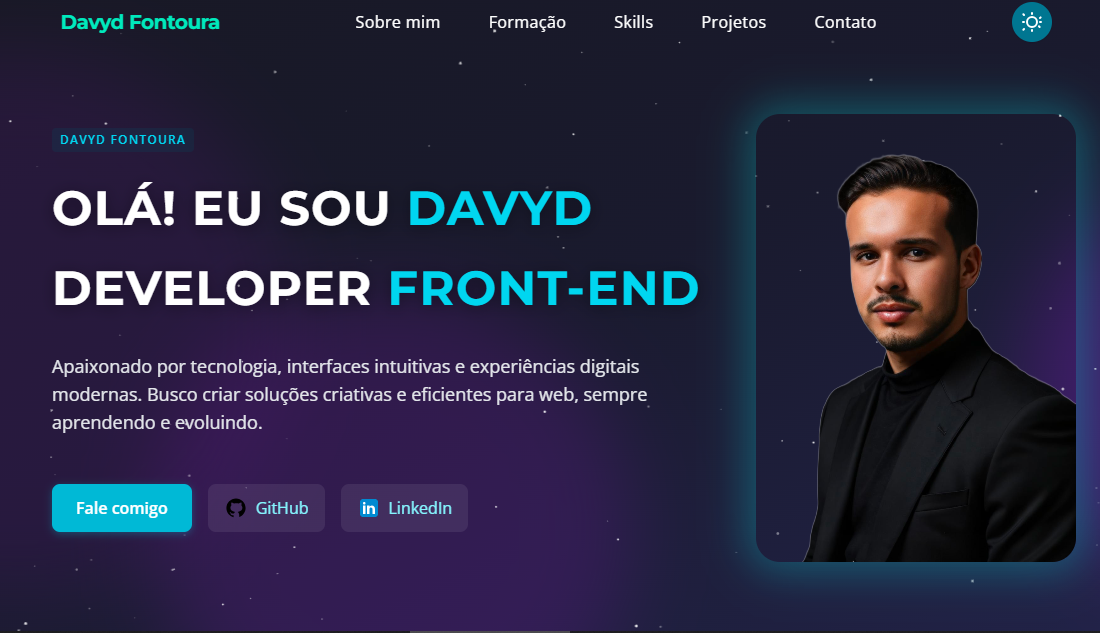 Davyd Fontoura
Sobre mim
Formação
Skills
Projetos
Contato
DAVYD FONTOURA
OLÁ! EU SOU DAVYD
DEVELOPER FRONT-END
Apaixonado por tecnologia, interfaces intuitivas e experiências digitais
modernas. Busco criar soluções criativas e eficientes para web, sempre
aprendendo e evoluindo.
Fale comigo
GitHub
in
LinkedIn